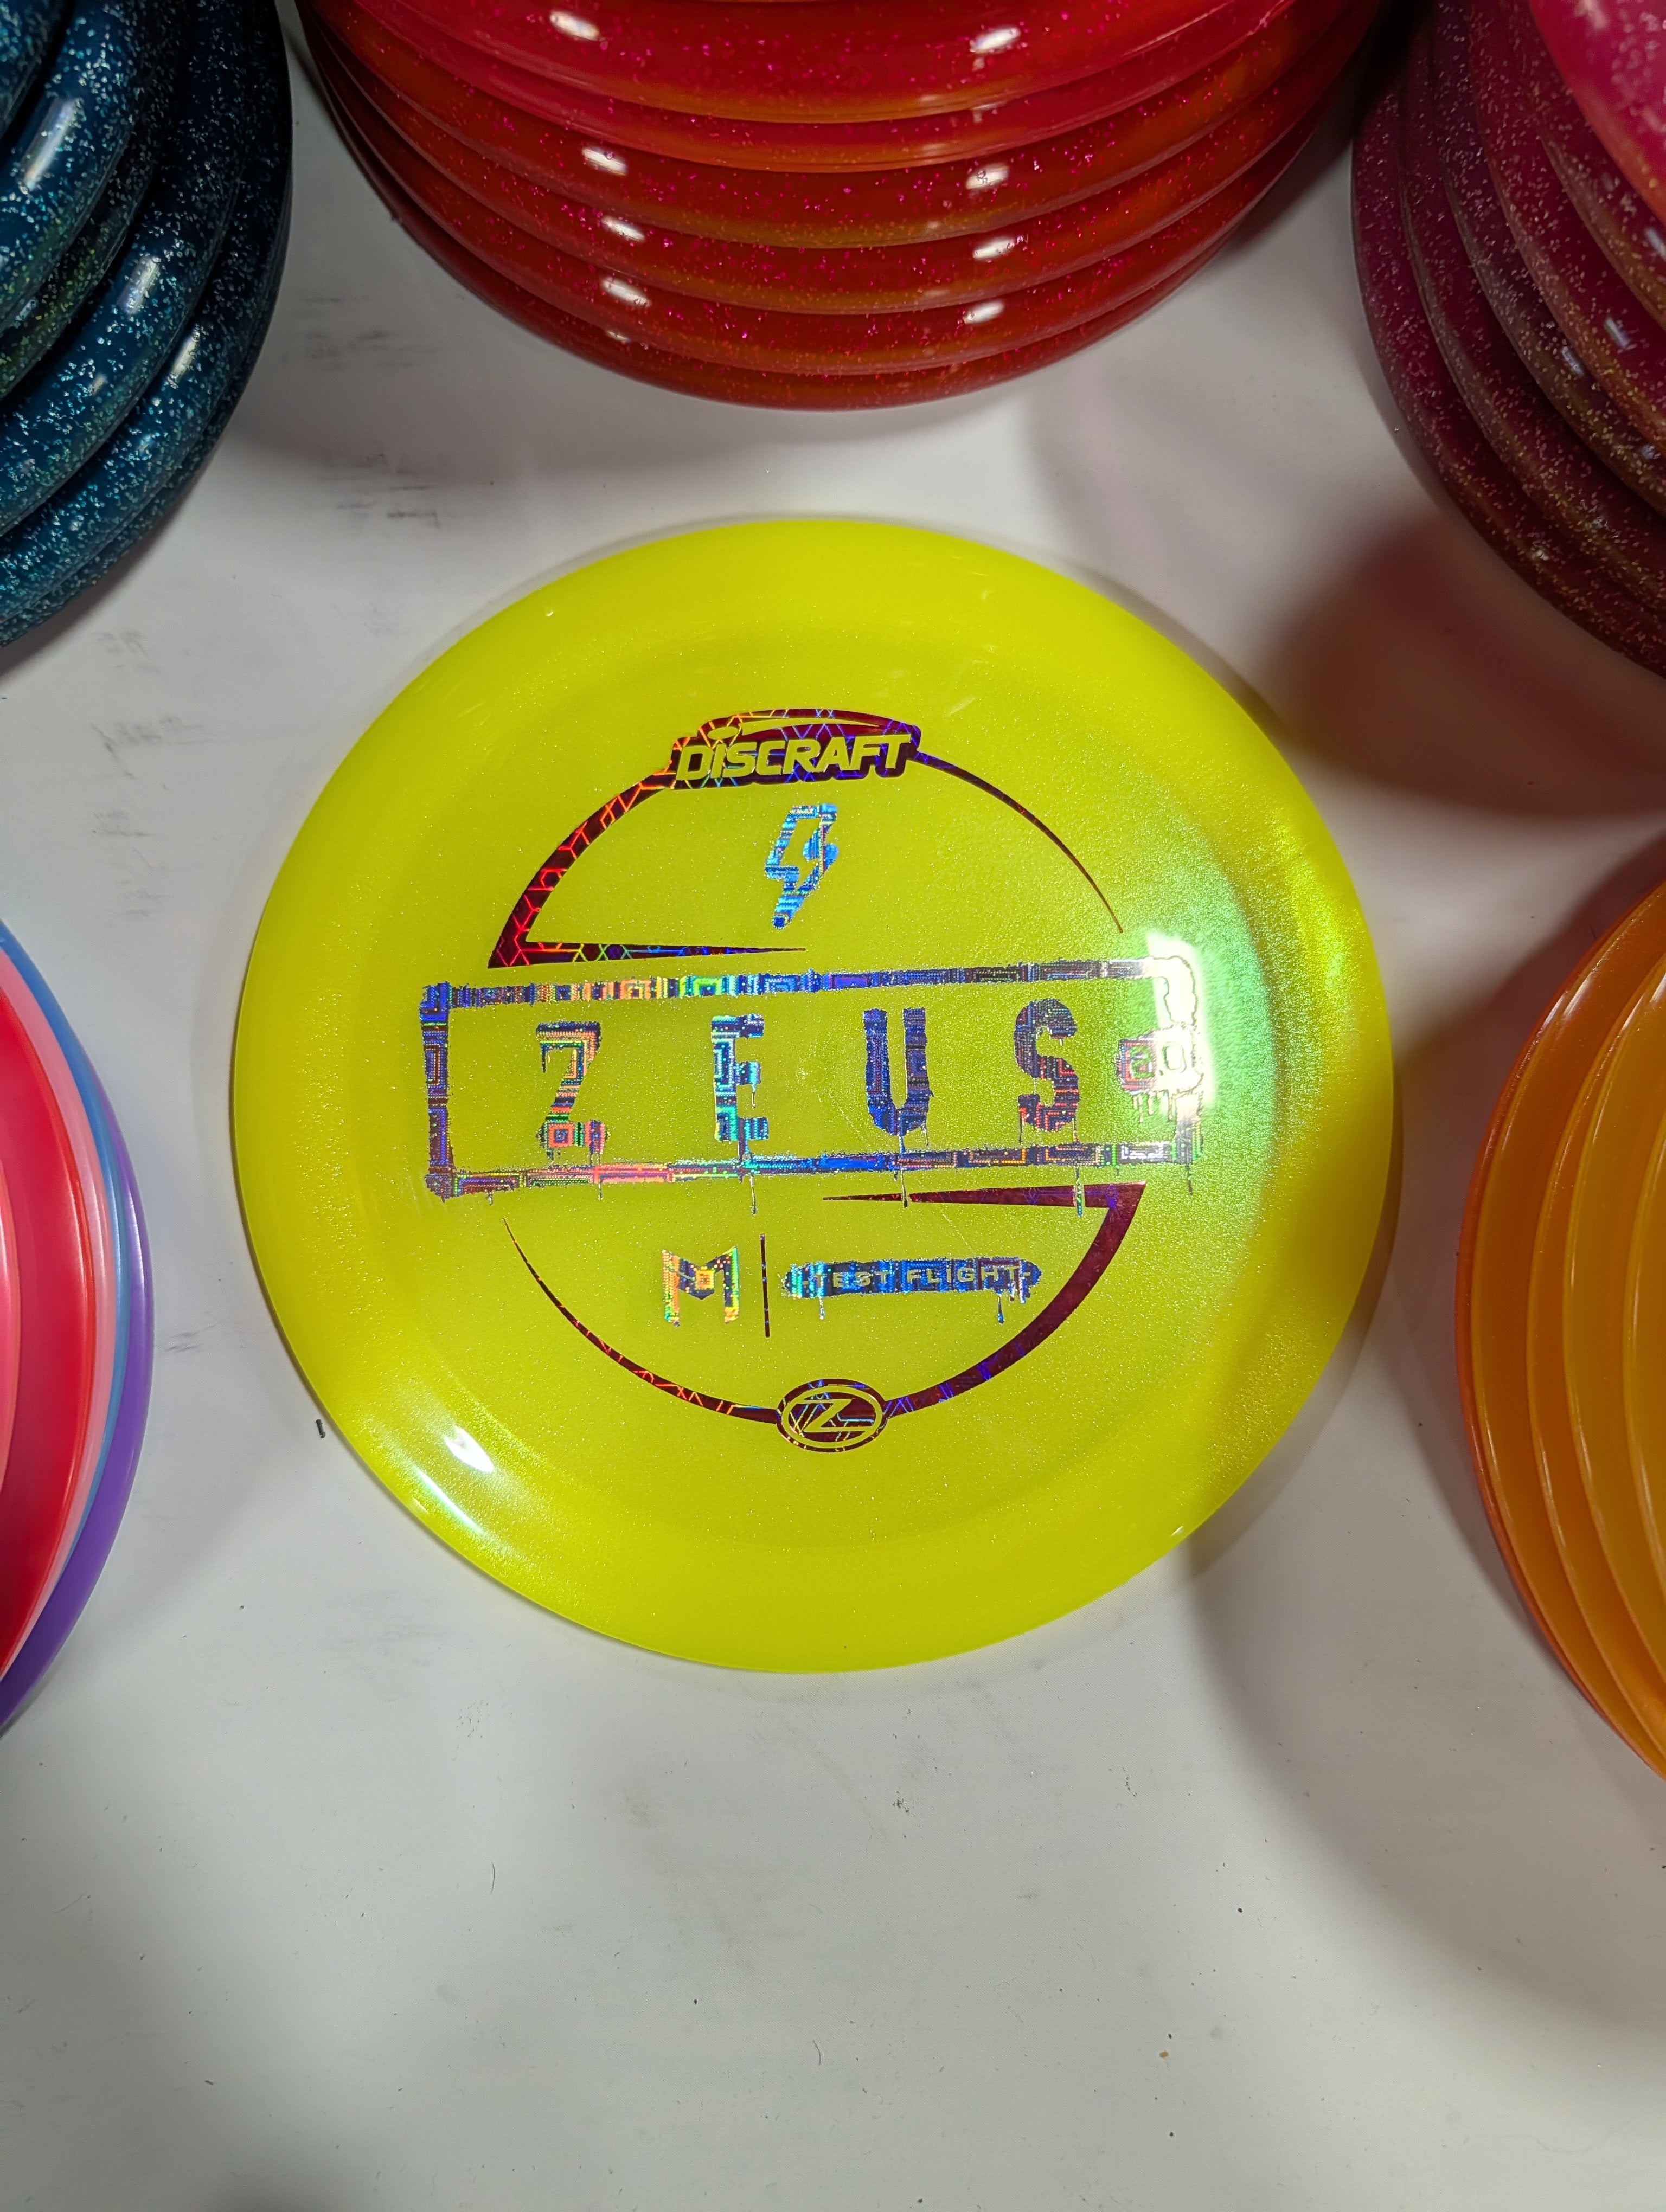 DISCRAFT
ZEUS
M | TEST FLIGHT
Z